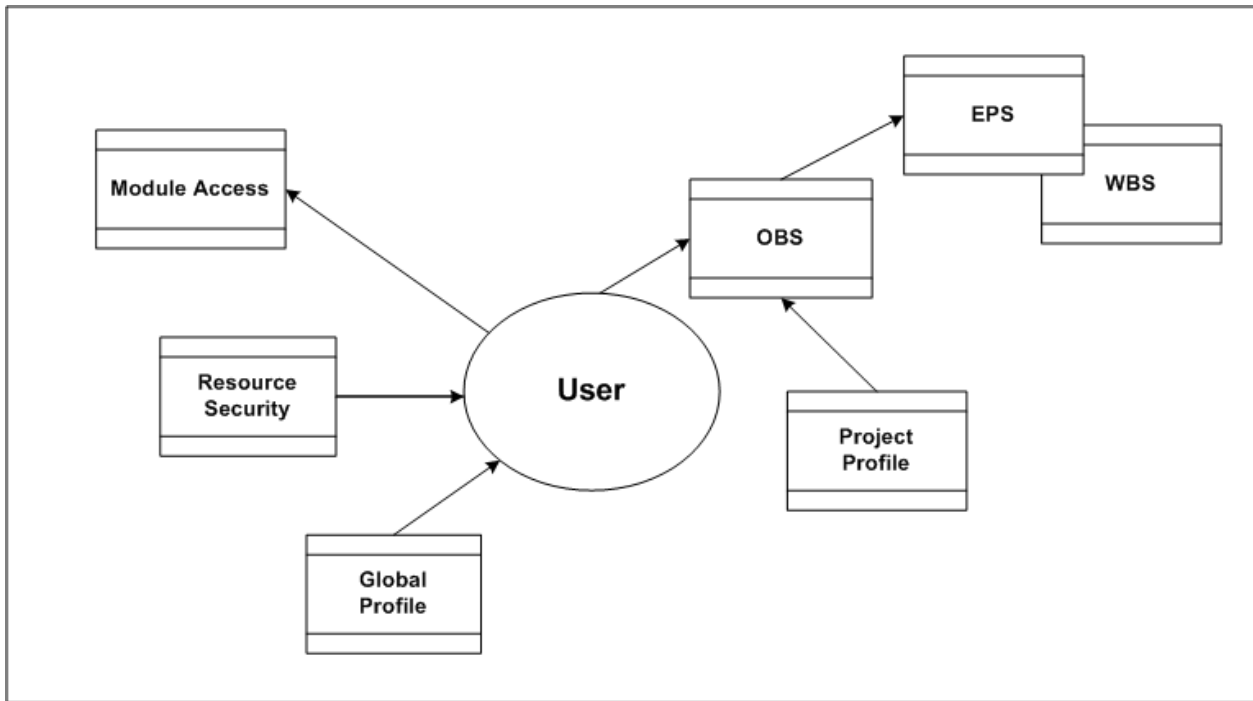 EPS
WBS
Module Access
OBS
Resource
Security
User
Project
Profile
Global
Profile